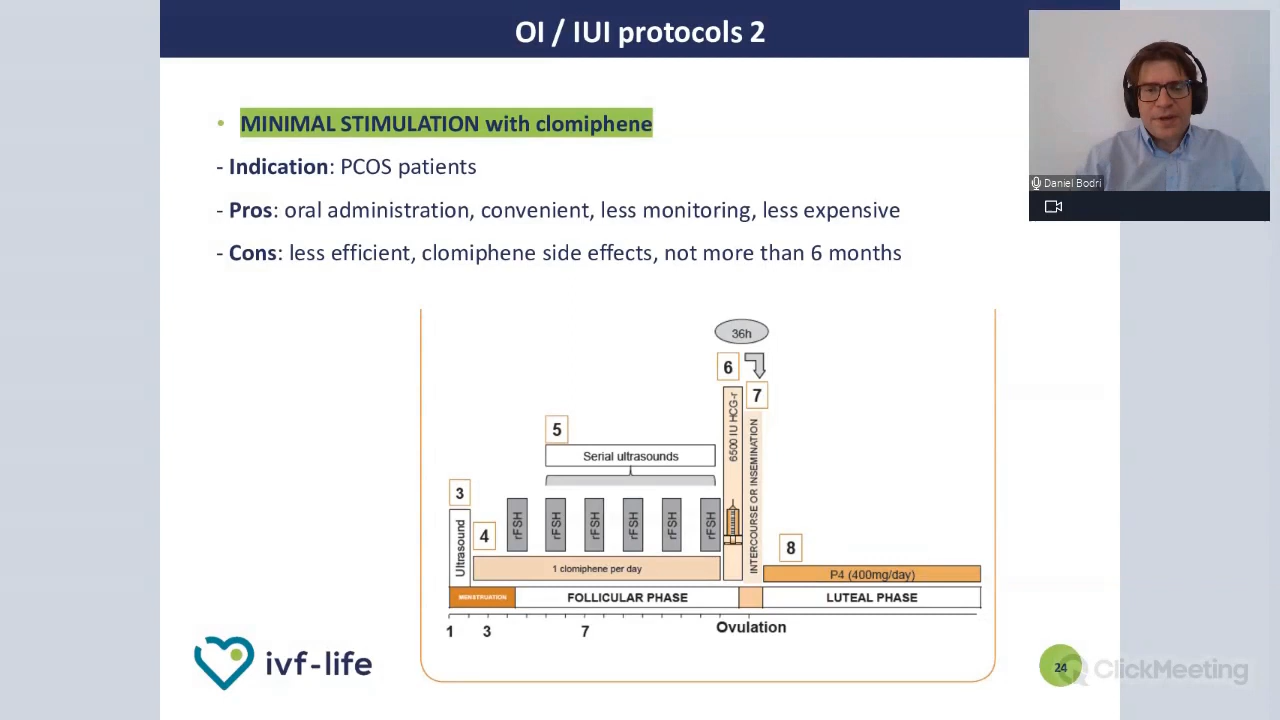 OI / IUI protocols 2
• MINIMAL STIMULATION with clomiphene
- Indication: PCOS patients
- Pros: oral administration, convenient, less monitoring, less expensive
- Cons: less efficient, clomiphene side effects, not more than 6 months
Daniel Bodri
36h
6
7
5
Serial ultrasounds
6500 IU HCG-r
INTERCOURSE OR INSEMINATION
3
4
Ultrasound
rFSH
rFSH
rFSH
rFSH
rFSH
rFSH
8
1 clomiphene per day
P4 (400mg/day)
MENSTRUATION
FOLLICULAR PHASE
LUTEAL PHASE
1
3
7
Ovulation
ivf-life
24
ClickMeeting